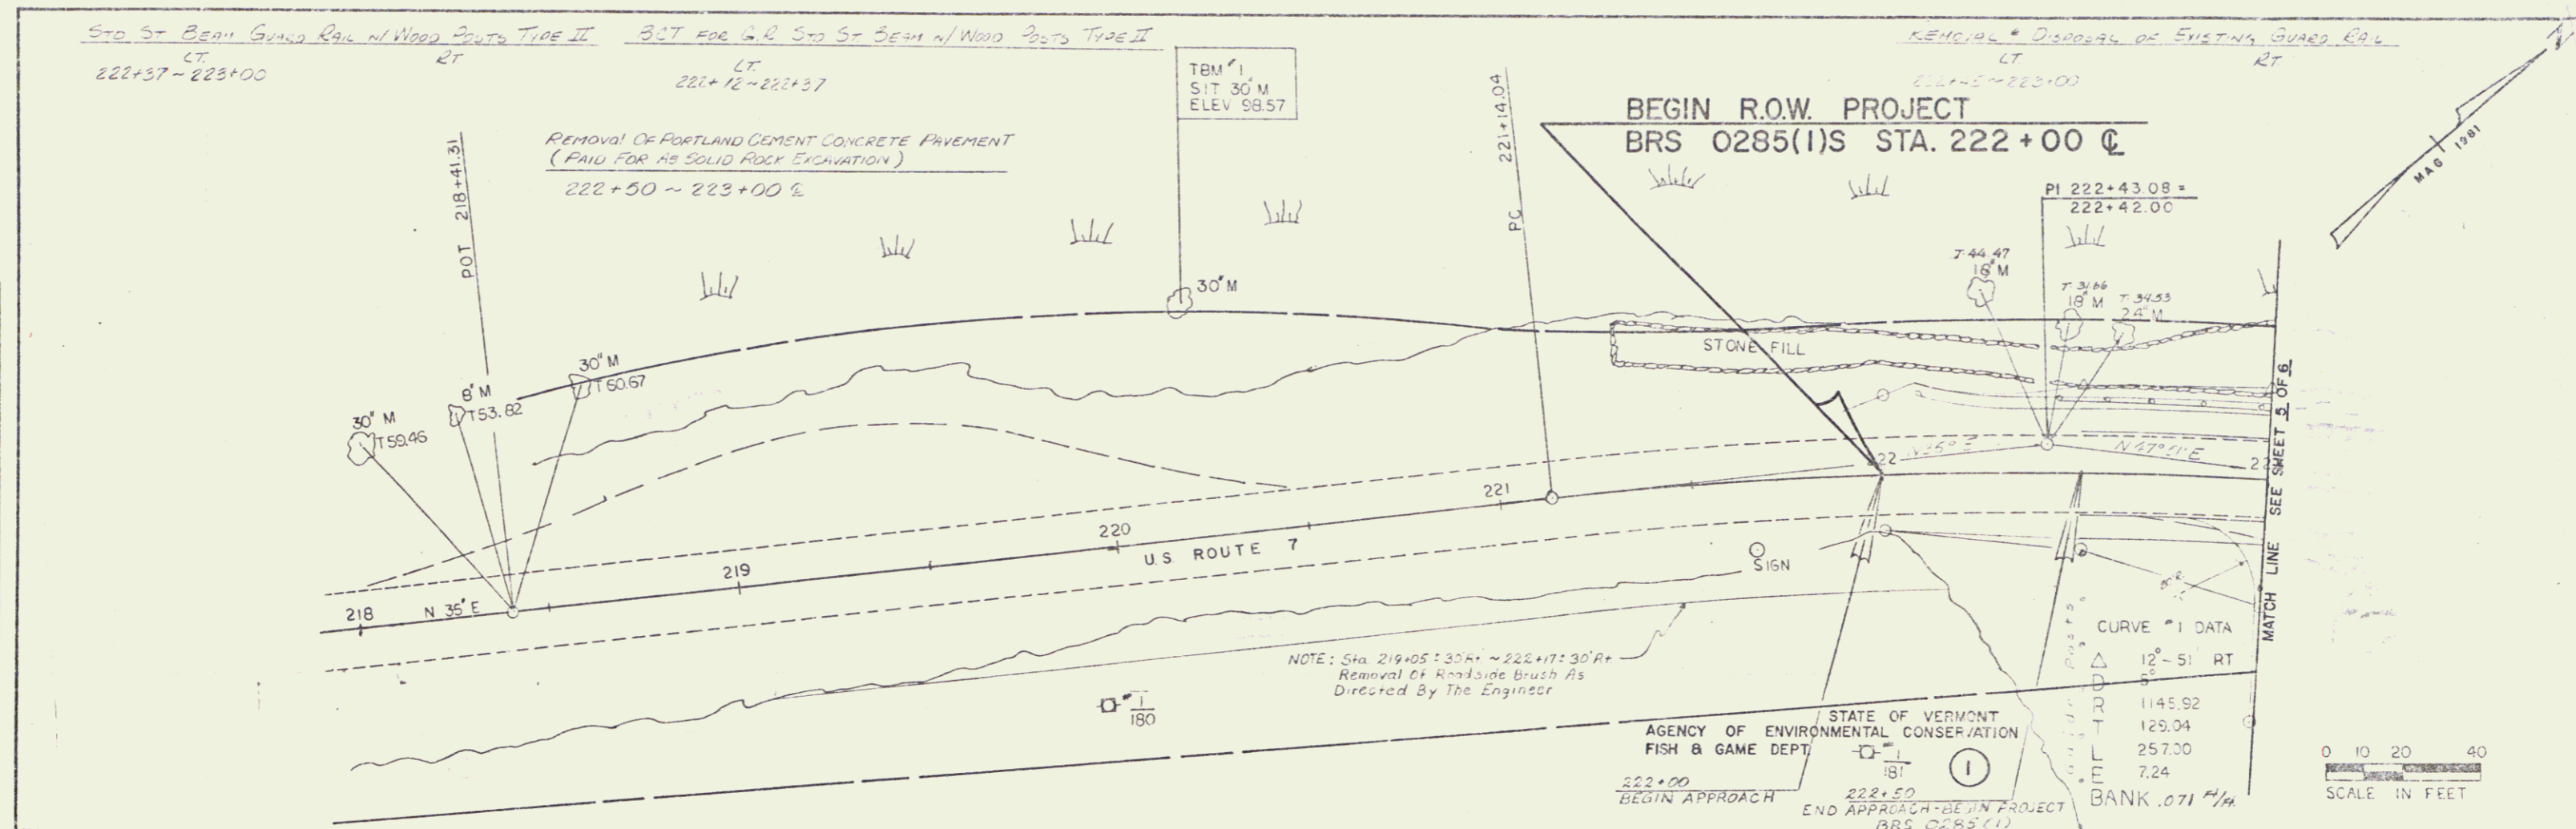 STD ST BEAM GUARD RAIL W/WOOD POSTS TYPE II
LT. RT
222+37~223+00
BCT FOR G.R STD ST BEAM W/WOOD POSTS TYPE II
LT.
222+12~222+37
REMOVAL & DISPOSAL OF EXISTING GUARD RAIL
LT RT
~223+00
REMOVAL OF PORTLAND CEMENT CONCRETE PAVEMENT
(PAID FOR AS SOLID ROCK EXCAVATION)
222+50 ~ 223+00 ℄
TBM #1
SIT 30" M
ELEV 98.57
BEGIN R.O.W. PROJECT
BRS 0285(1)S STA. 222+00 ℄
MAG 1981
N
POT 218+41.31
PC 221+14.04
PI 222+43.08 =
222+42.00
T 44.47
18" M
T 31.66
18" M
T 34.53
24" M
30" M
30" M
T 60.67
8" M
T 53.82
30" M
T 59.46
STONE FILL
218
N 35° E
219
220
221
222
N 35° E
N 47°51' E
U.S. ROUTE 7
SIGN
MATCH LINE SEE SHEET 5 OF 6
NOTE: Sta. 219+05 : 30' Rt ~ 222+17 : 30' Rt
Removal Of Roadside Brush As
Directed By The Engineer
#1
180
STATE OF VERMONT
AGENCY OF ENVIRONMENTAL CONSERVATION
FISH & GAME DEPT
#1
181
1
222+00
BEGIN APPROACH
222+50
END APPROACH-BEGIN PROJECT
BRS 0285(1)
CURVE #1 DATA
Δ 12°-51' RT
D 5°
R 1145.92
T 129.04
L 257.00
E 7.24
BANK .071 Ft/Ft.
0 10 20 40
SCALE IN FEET